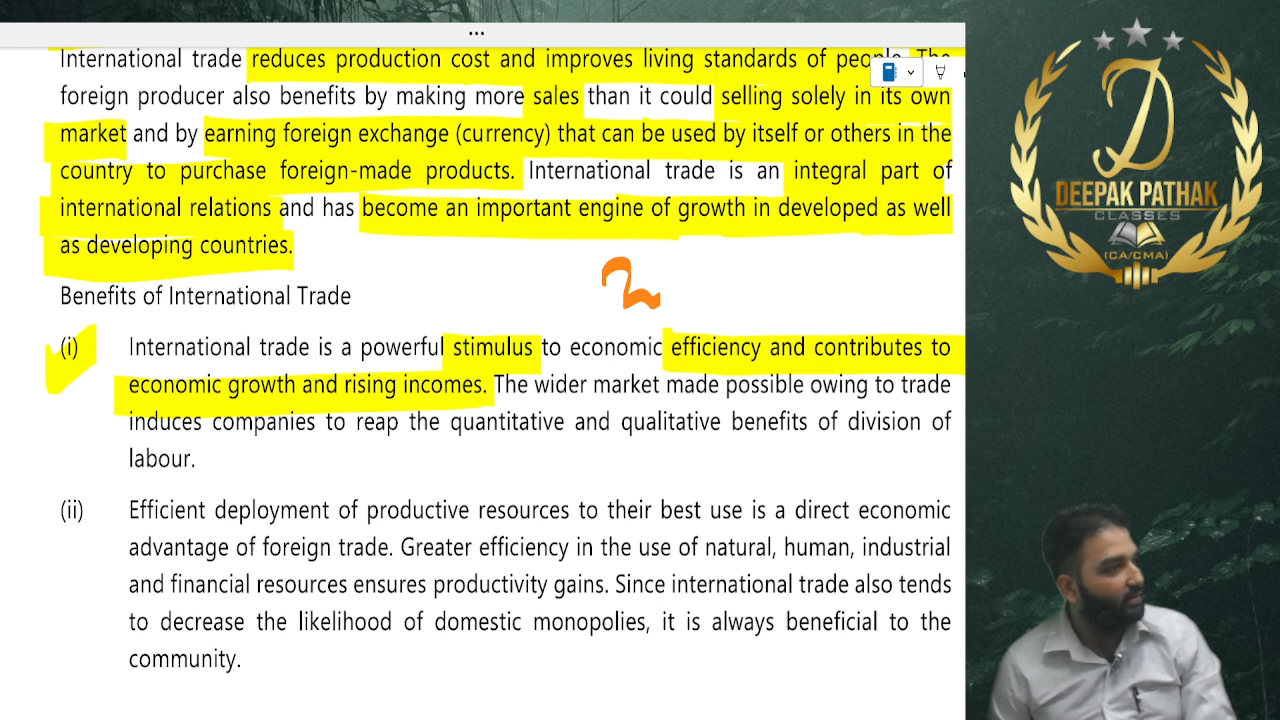 ...
International trade reduces production cost and improves living standards of people. The
foreign producer also benefits by making more sales than it could selling solely in its own
market and by earning foreign exchange (currency) that can be used by itself or others in the
country to purchase foreign-made products. International trade is an integral part of
international relations and has become an important engine of growth in developed as well
as developing countries.
2
Benefits of International Trade
(i) International trade is a powerful stimulus to economic efficiency and contributes to
economic growth and rising incomes. The wider market made possible owing to trade
induces companies to reap the quantitative and qualitative benefits of division of
labour.
(ii) Efficient deployment of productive resources to their best use is a direct economic
advantage of foreign trade. Greater efficiency in the use of natural, human, industrial
and financial resources ensures productivity gains. Since international trade also tends
to decrease the likelihood of domestic monopolies, it is always beneficial to the
community.
D
DEEPAK PATHAK
CLASSES
(CA/CMA)